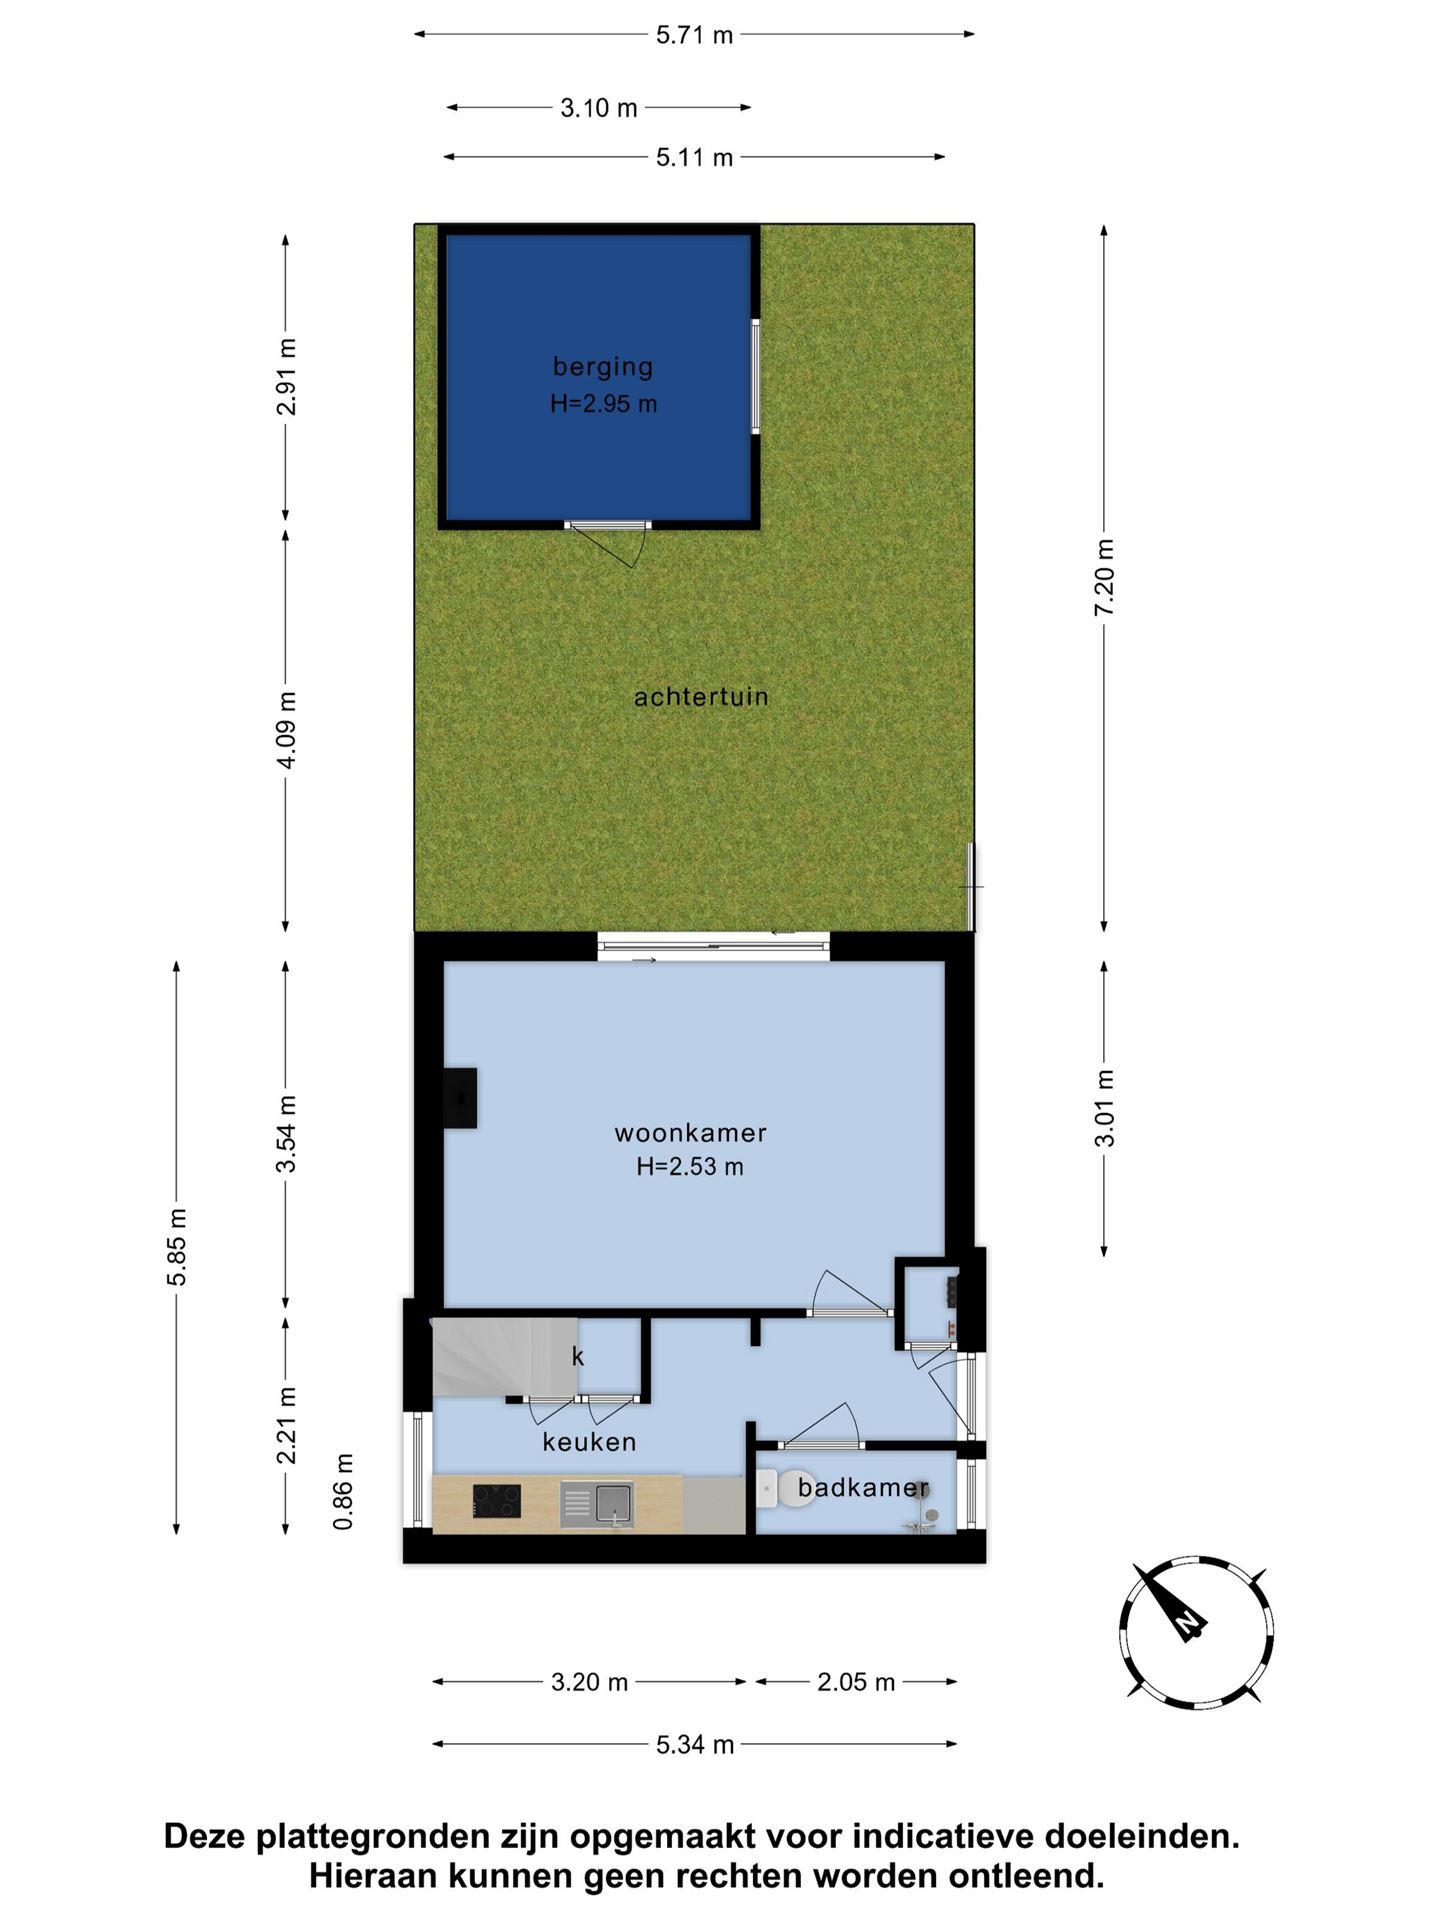 5.71 m
3.10 m
5.11 m
2.91 m
berging
H=2.95 m
7.20 m
4.09 m
achtertuin
3.54 m
5.85 m
3.01 m
woonkamer
H=2.53 m
k
2.21 m
keuken
0.86 m
badkamer
N
3.20 m
2.05 m
5.34 m
Deze plattegronden zijn opgemaakt voor indicatieve doeleinden.
Hieraan kunnen geen rechten worden ontleend.